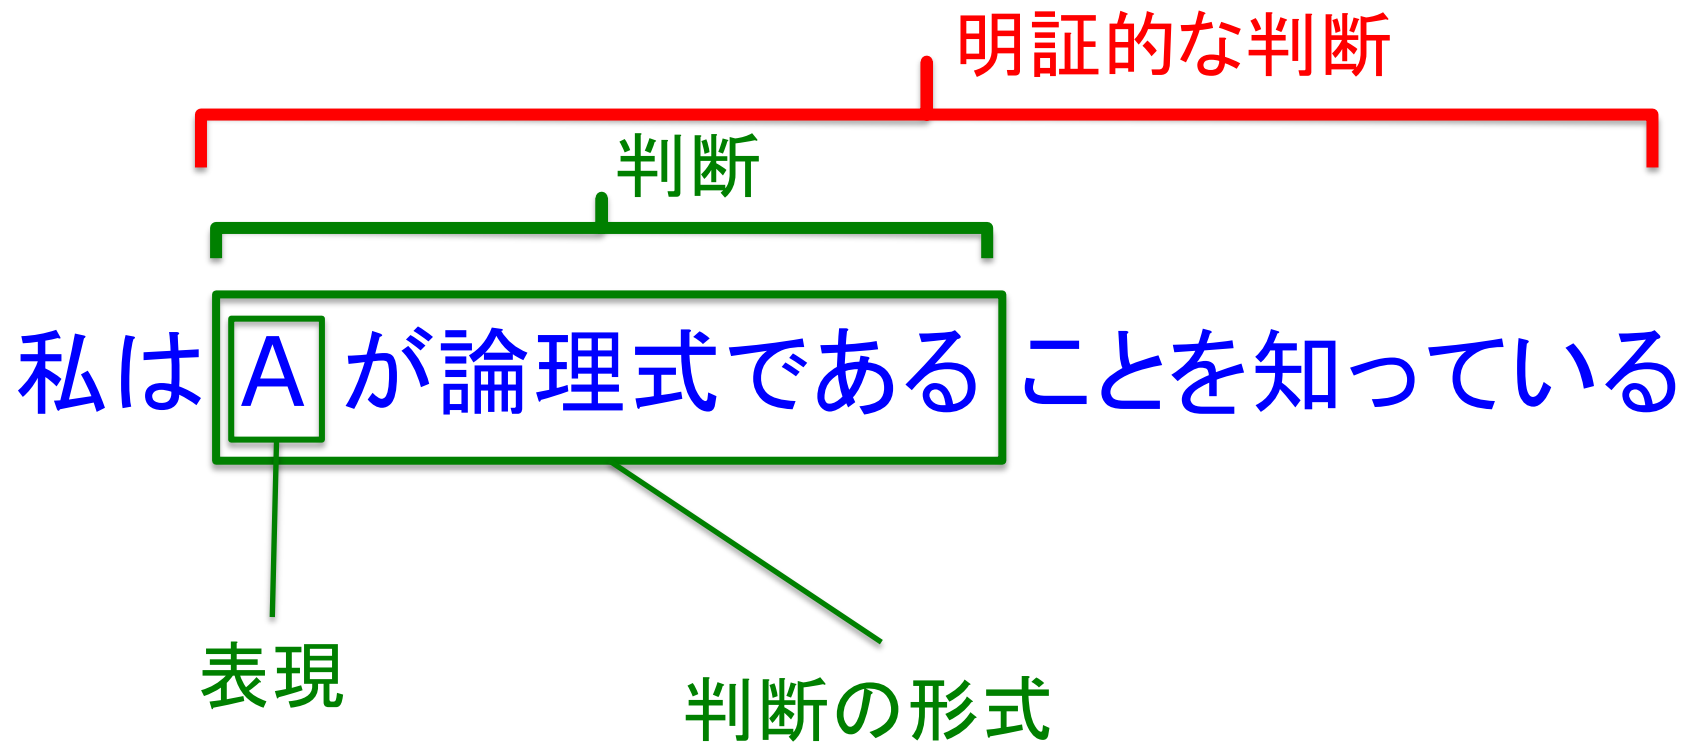 明証的な判断
判断
私は A が論理式である ことを知っている
表現
判断の形式